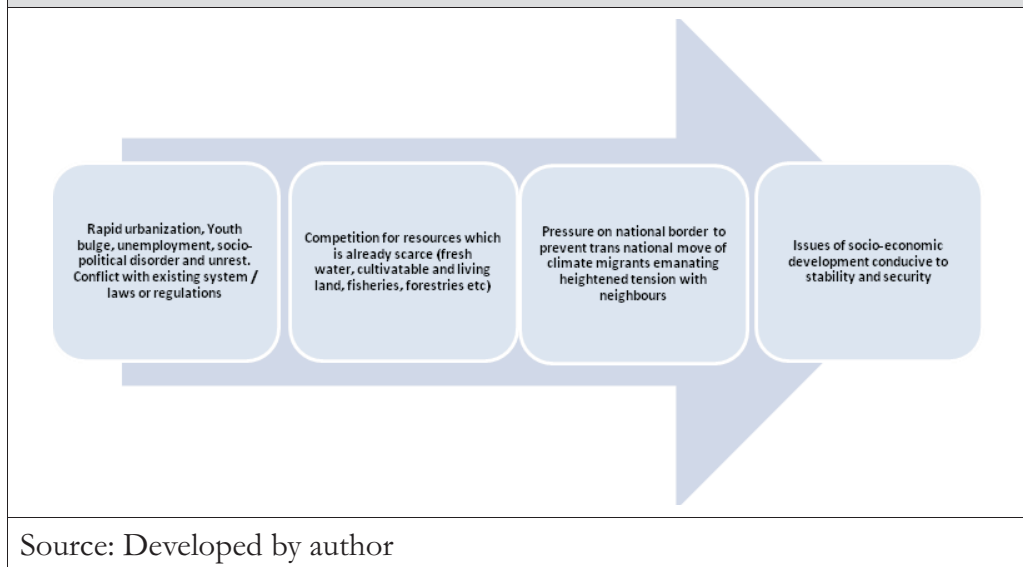 Rapid urbanization, Youth
bulge, unemployment, socio-
political disorder and unrest.
Conflict with existing system /
laws or regulations
Competition for resources which
is already scarce (fresh
water, cultivatable and living
land, fisheries, forestries etc)
Pressure on national border to
prevent trans national move of
climate migrants emanating
heightened tension with
neighbours
Issues of socio-economic
development conducive to
stability and security
Source: Developed by author